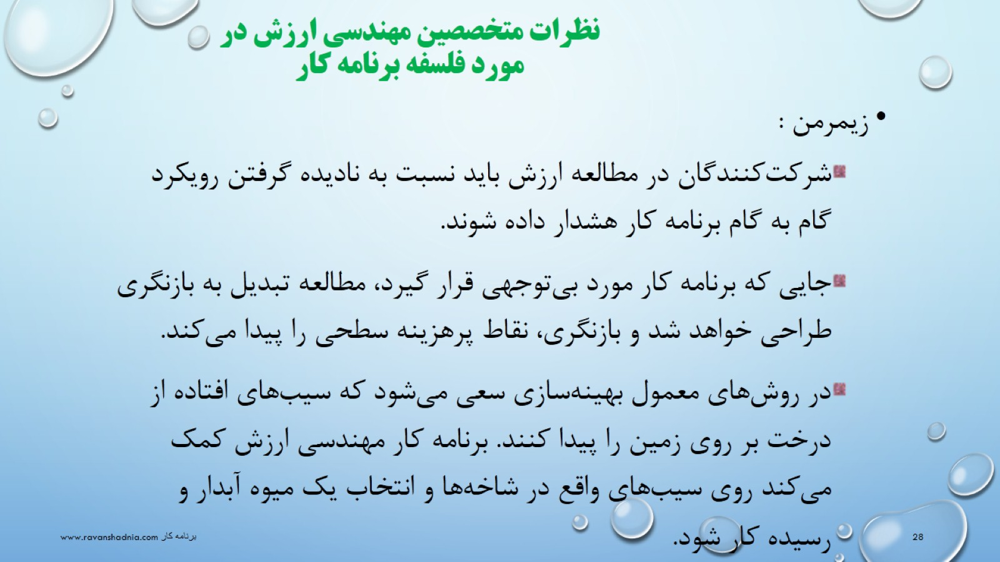 نظرات متخصصین مهندسی ارزش در
مورد فلسفه برنامه کار
• زیمرمن :
شرکت‌کنندگان در مطالعه ارزش باید نسبت به نادیده گرفتن رویکرد
گام به گام برنامه کار هشدار داده شوند.
جایی که برنامه کار مورد بی‌توجهی قرار گیرد، مطالعه تبدیل به بازنگری
طراحی خواهد شد و بازنگری، نقاط پرهزینه سطحی را پیدا می‌کند.
در روش‌های معمول بهینه‌سازی سعی می‌شود که سیب‌های افتاده از
درخت بر روی زمین را پیدا کنند. برنامه کار مهندسی ارزش کمک
می‌کند روی سیب‌های واقع در شاخه‌ها و انتخاب یک میوه آبدار و
رسیده کار شود.
برنامه کار www.ravanshadnia.com
28